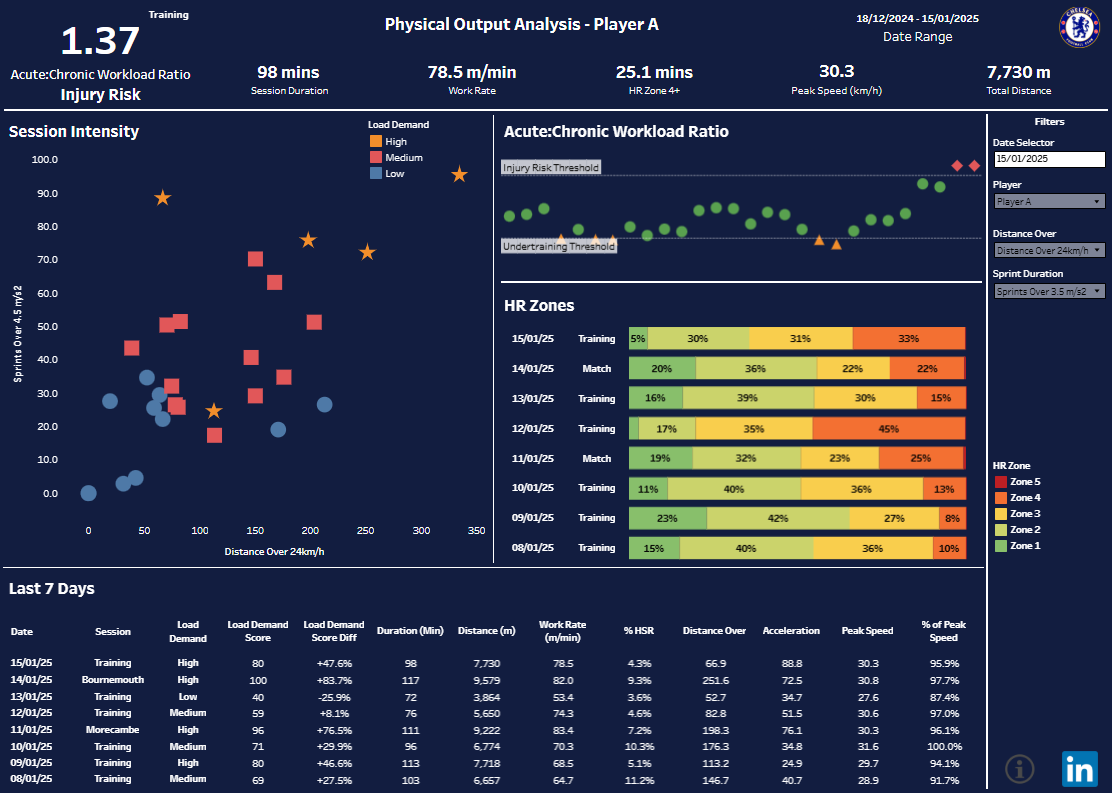 Training
1.37
Acute:Chronic Workload Ratio
Injury Risk
Physical Output Analysis - Player A
18/12/2024 - 15/01/2025
Date Range
CHELSEA
FOOTBALL CLUB
98 mins
Session Duration
78.5 m/min
Work Rate
25.1 mins
HR Zone 4+
30.3
Peak Speed (km/h)
7,730 m
Total Distance
Session Intensity
Load Demand
High
Medium
Low
Sprints Over 4.5 m/s2
100.0
90.0
80.0
70.0
60.0
50.0
40.0
30.0
20.0
10.0
0.0
0 50 100 150 200 250 300 350
Distance Over 24km/h
Acute:Chronic Workload Ratio
Injury Risk Threshold
Undertraining Threshold
HR Zones
15/01/25 Training 5% 30% 31% 33%
14/01/25 Match 20% 36% 22% 22%
13/01/25 Training 16% 39% 30% 15%
12/01/25 Training 17% 35% 45%
11/01/25 Match 19% 32% 23% 25%
10/01/25 Training 11% 40% 36% 13%
09/01/25 Training 23% 42% 27% 8%
08/01/25 Training 15% 40% 36% 10%
Filters
Date Selector
15/01/2025
Player
Player A
Distance Over
Distance Over 24km/h
Sprint Duration
Sprints Over 3.5 m/s2
HR Zone
Zone 5
Zone 4
Zone 3
Zone 2
Zone 1
Last 7 Days
Date Session Load Demand Load Demand Score Load Demand Score Diff Duration (Min) Distance (m) Work Rate (m/min) % HSR Distance Over Acceleration Peak Speed % of Peak Speed
15/01/25 Training High 80 +47.6% 98 7,730 78.5 4.3% 66.9 88.8 30.3 95.9%
14/01/25 Bournemouth High 100 +83.7% 117 9,579 82.0 9.3% 251.6 72.5 30.8 97.7%
13/01/25 Training Low 40 -25.9% 72 3,864 53.4 3.6% 52.7 34.7 27.6 87.4%
12/01/25 Training Medium 59 +8.1% 76 5,650 74.3 4.6% 82.8 51.5 30.6 97.0%
11/01/25 Morecambe High 96 +76.5% 111 9,222 83.4 7.2% 198.3 76.1 30.3 96.1%
10/01/25 Training Medium 71 +29.9% 96 6,774 70.3 10.3% 176.3 34.8 31.6 100.0%
09/01/25 Training High 80 +46.6% 113 7,718 68.5 5.1% 113.2 24.9 29.7 94.1%
08/01/25 Training Medium 69 +27.5% 103 6,657 64.7 11.2% 146.7 40.7 28.9 91.7%
i
in